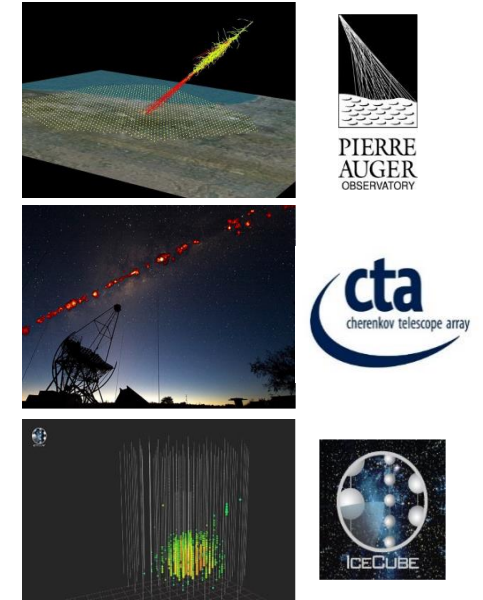 PIERRE
AUGER
OBSERVATORY
cta
cherenkov telescope array
ICECUBE